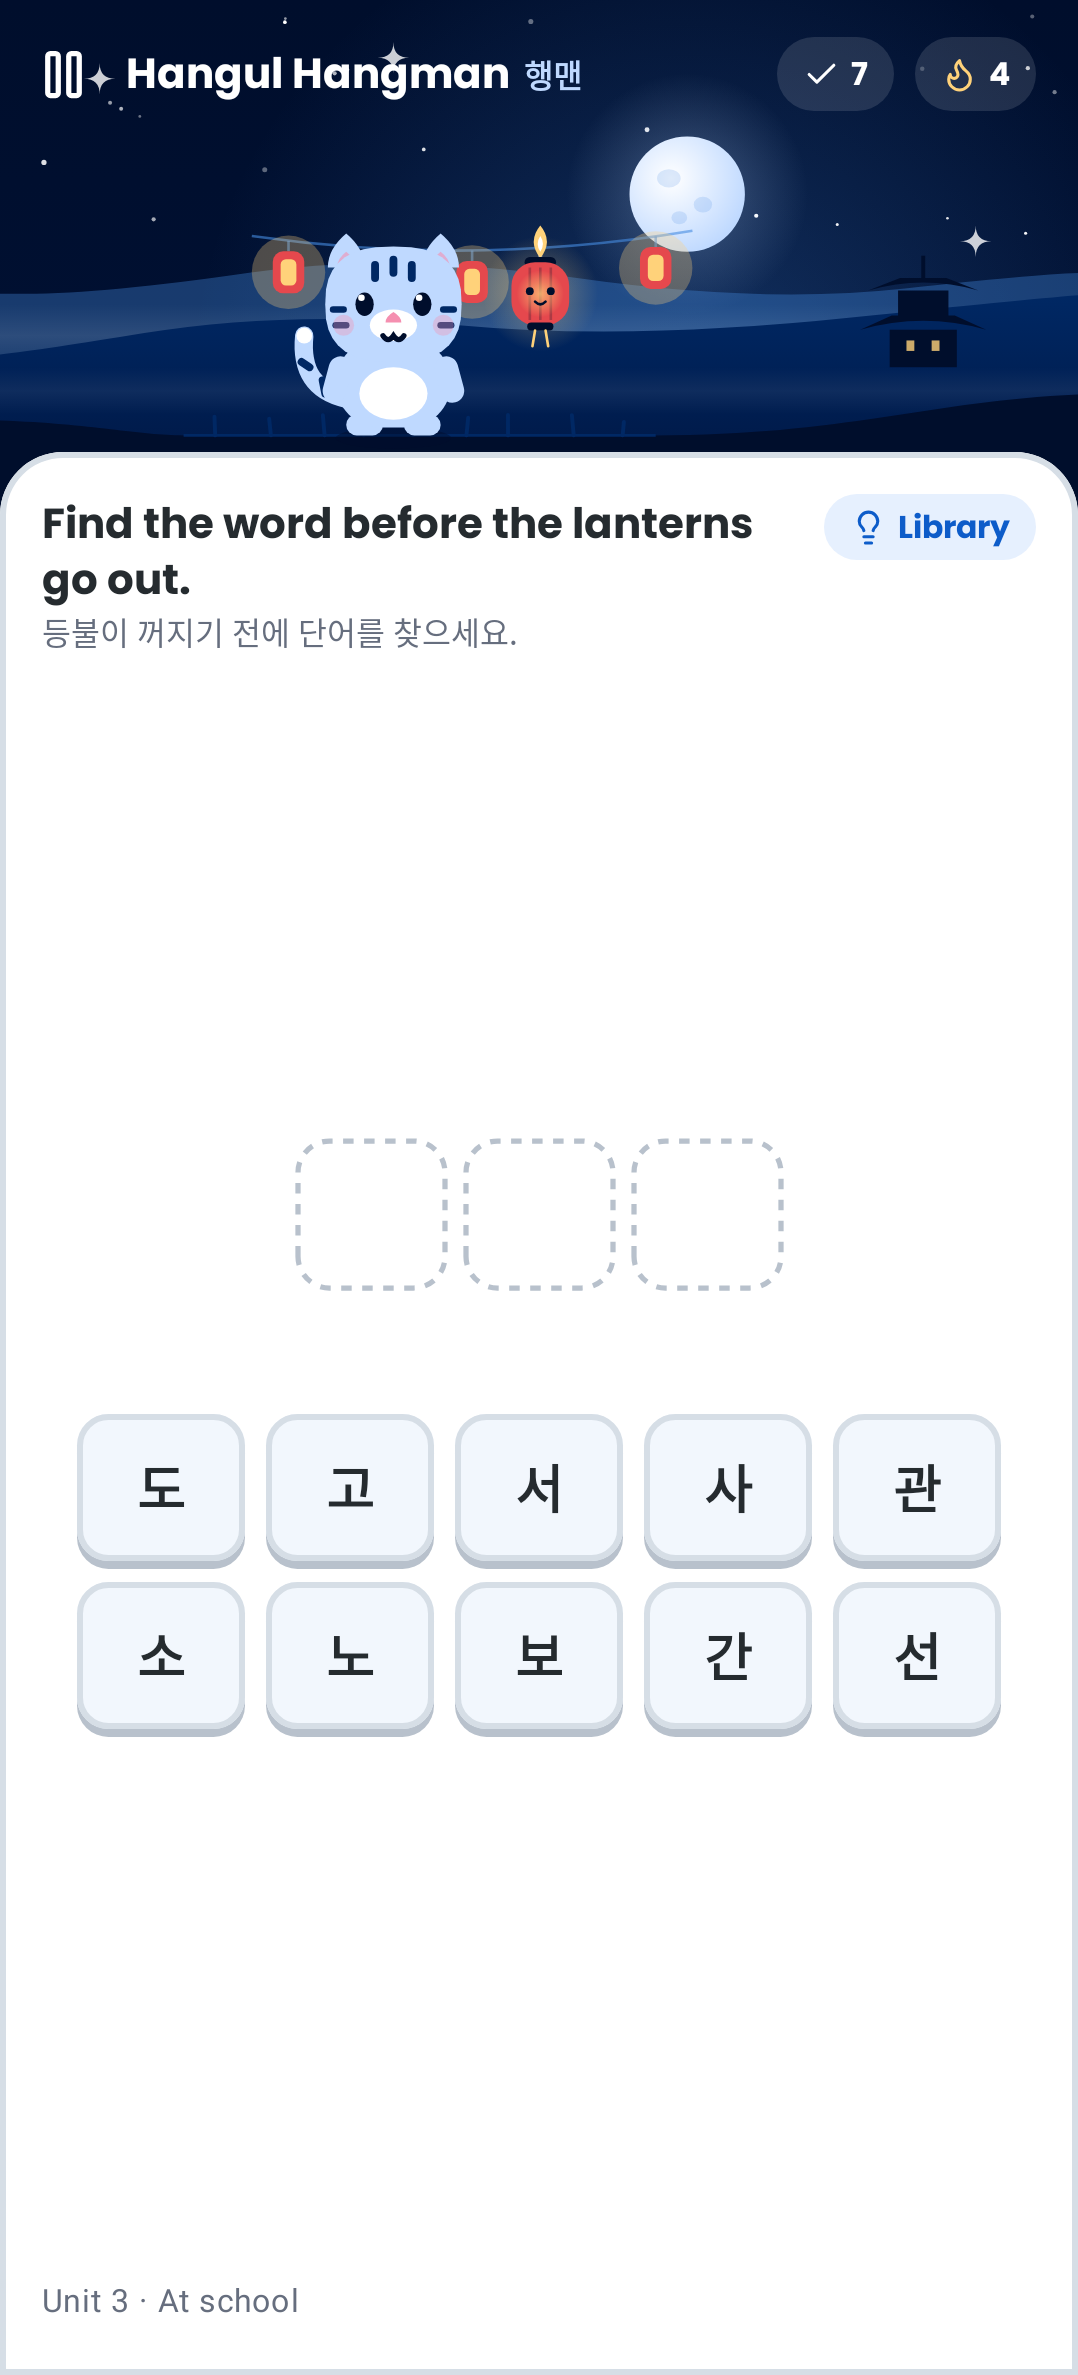 Hangul Hangman 행맨
7
4
Find the word before the lanterns
go out.
Library
등불이 꺼지기 전에 단어를 찾으세요.
도 고 서 사 관
소 노 보 간 선
Unit 3 · At school